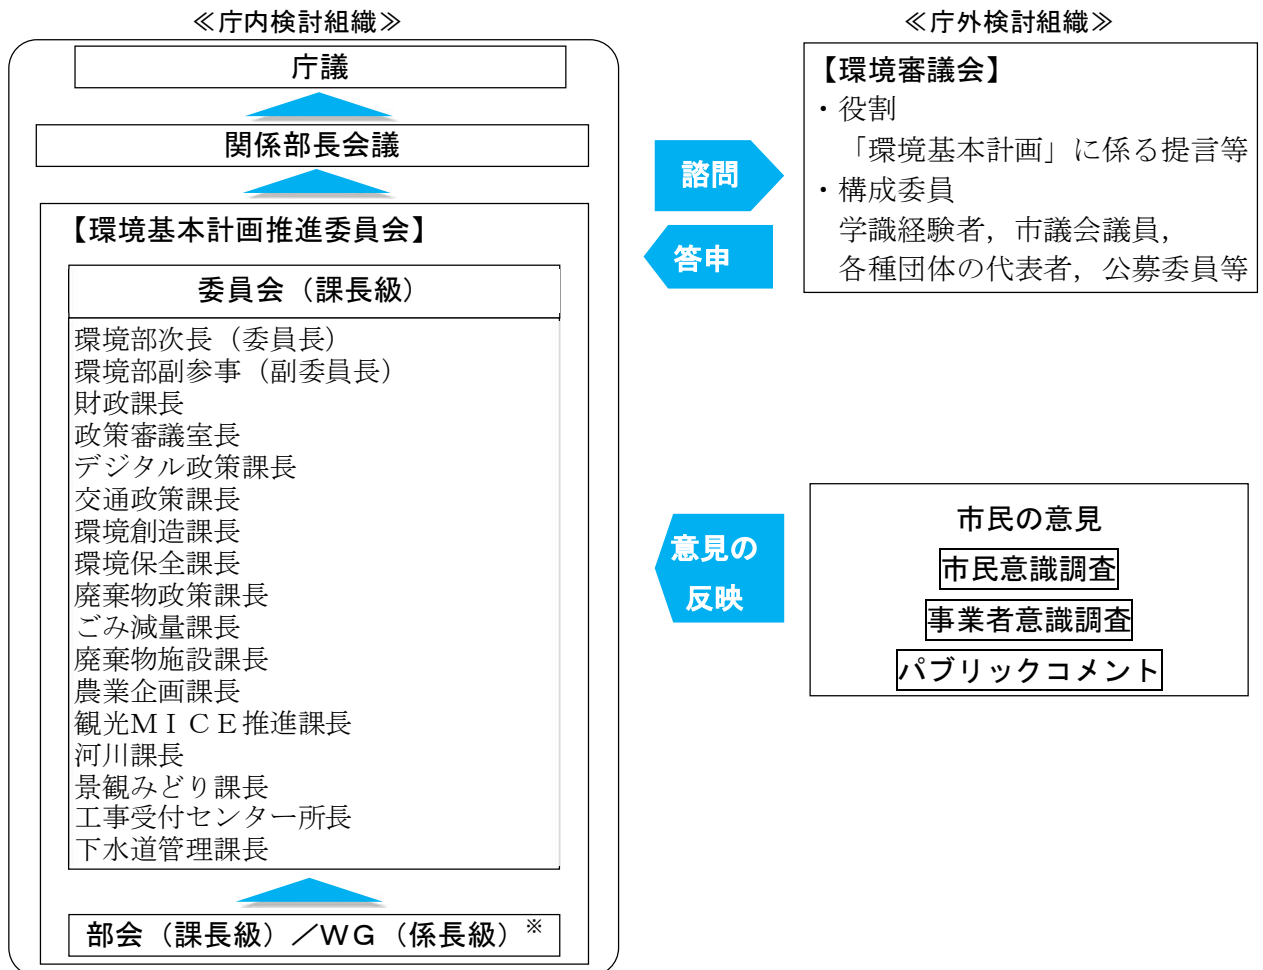 ≪庁内検討組織≫
庁議
関係部長会議
【環境基本計画推進委員会】
委員会（課長級）
環境部次長（委員長）
環境部副参事（副委員長）
財政課長
政策審議室長
デジタル政策課長
交通政策課長
環境創造課長
環境保全課長
廃棄物政策課長
ごみ減量課長
廃棄物施設課長
農業企画課長
観光ＭＩＣＥ推進課長
河川課長
景観みどり課長
工事受付センター所長
下水道管理課長
部会（課長級）／ＷＧ（係長級）※
諮問
答申
意見の
反映
≪庁外検討組織≫
【環境審議会】
・役割
「環境基本計画」に係る提言等
・構成委員
学識経験者，市議会議員，
各種団体の代表者，公募委員等
市民の意見
市民意識調査
事業者意識調査
パブリックコメント